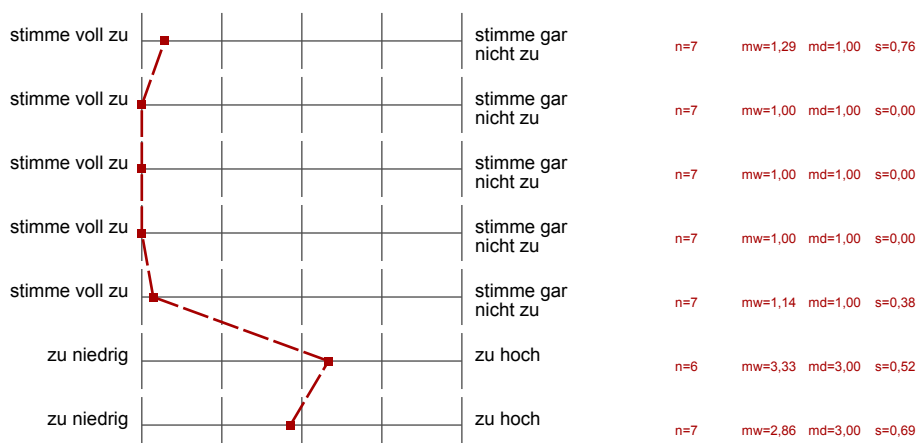 stimme voll zu stimme gar nicht zu n=7 mw=1,29 md=1,00 s=0,76
stimme voll zu stimme gar nicht zu n=7 mw=1,00 md=1,00 s=0,00
stimme voll zu stimme gar nicht zu n=7 mw=1,00 md=1,00 s=0,00
stimme voll zu stimme gar nicht zu n=7 mw=1,00 md=1,00 s=0,00
stimme voll zu stimme gar nicht zu n=7 mw=1,14 md=1,00 s=0,38
zu niedrig zu hoch n=6 mw=3,33 md=3,00 s=0,52
zu niedrig zu hoch n=7 mw=2,86 md=3,00 s=0,69